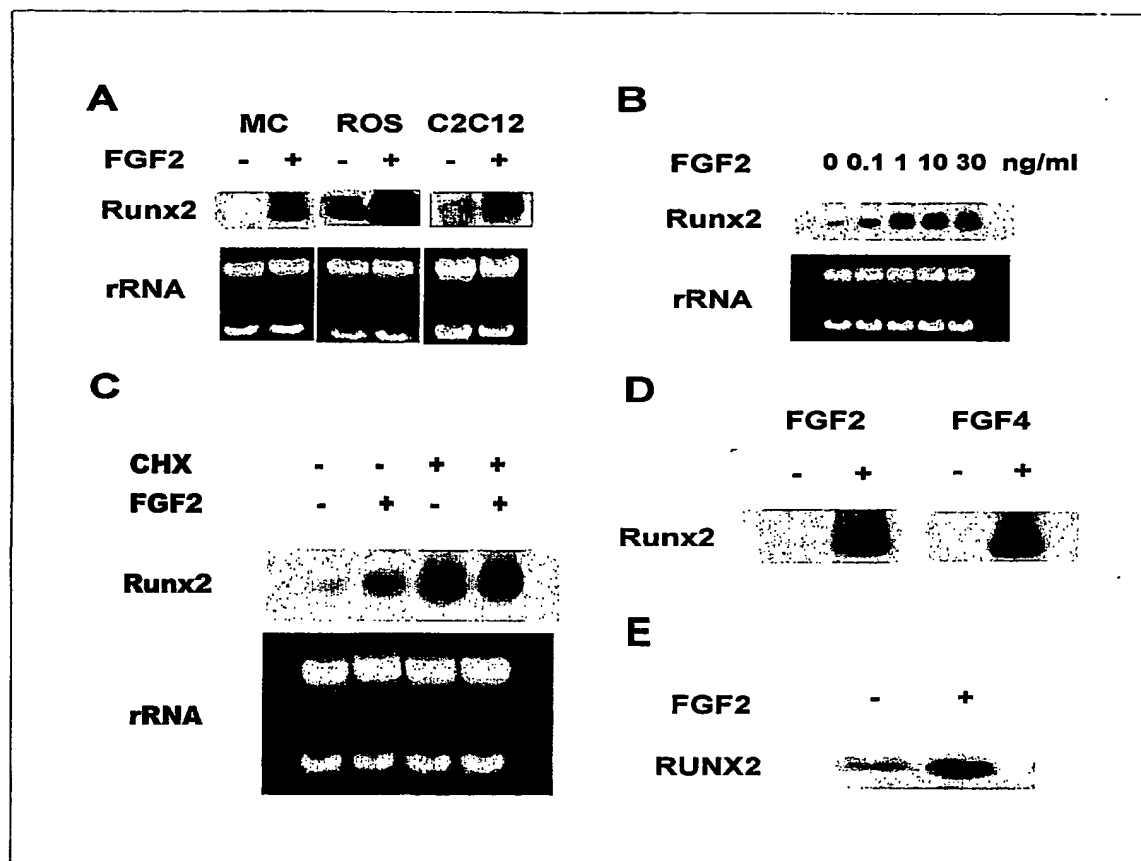 A
MC ROS C2C12
FGF2 - + - + - +
Runx2
rRNA
B
FGF2 0 0.1 1 10 30 ng/ml
Runx2
rRNA
C
CHX - - + +
FGF2 - + - +
Runx2
rRNA
D
FGF2 FGF4
- + - +
Runx2
E
FGF2 - +
RUNX2